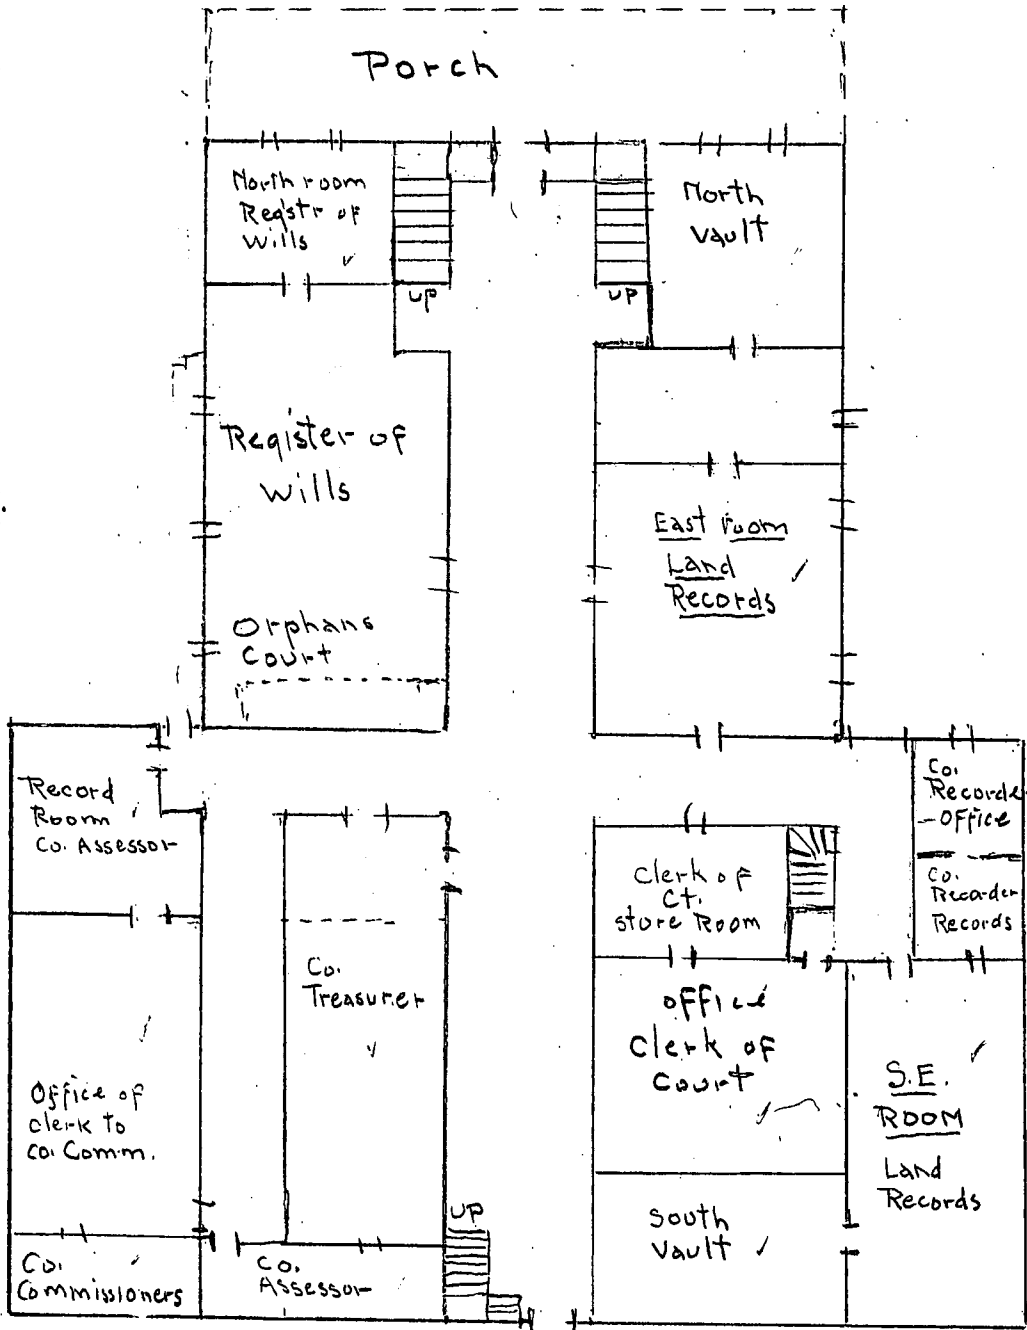 Porch
North room
Registr of
Wills
UP
UP
North
Vault
Register of
Wills
East room
Land
Records
Orphans
Court
Record
Room
Co. Assessor
Co.
Recorde
Office
Co.
Recorder
Records
Clerk of
Ct.
Store Room
Co.
Treasurer
Office
Clerk of
Court
S.E.
ROOM
Land
Records
Office of
clerk to
Co. Comm.
UP
South
Vault
Co.
Commissioners
Co.
Assessor